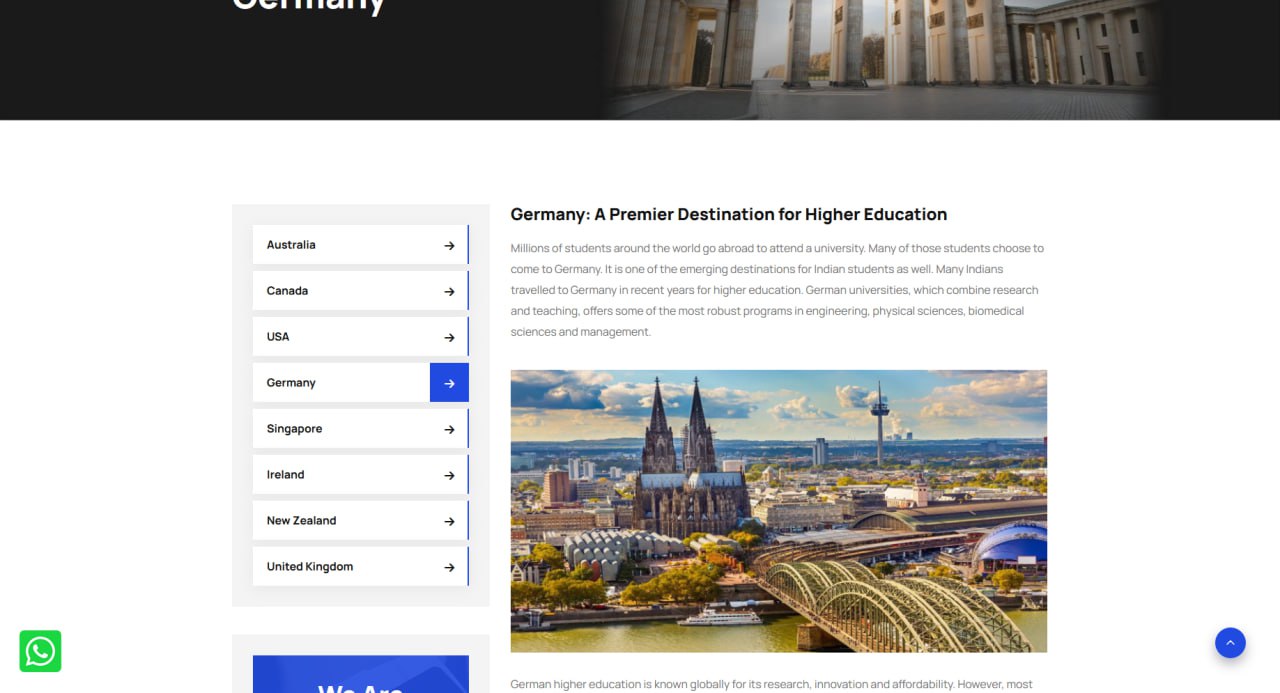 Germany
Australia
Canada
USA
Germany
Singapore
Ireland
New Zealand
United Kingdom
We Are
Germany: A Premier Destination for Higher Education
Millions of students around the world go abroad to attend a university. Many of those students choose to
come to Germany. It is one of the emerging destinations for Indian students as well. Many Indians
travelled to Germany in recent years for higher education. German universities, which combine research
and teaching, offers some of the most robust programs in engineering, physical sciences, biomedical
sciences and management.
German higher education is known globally for its research, innovation and affordability. However, most